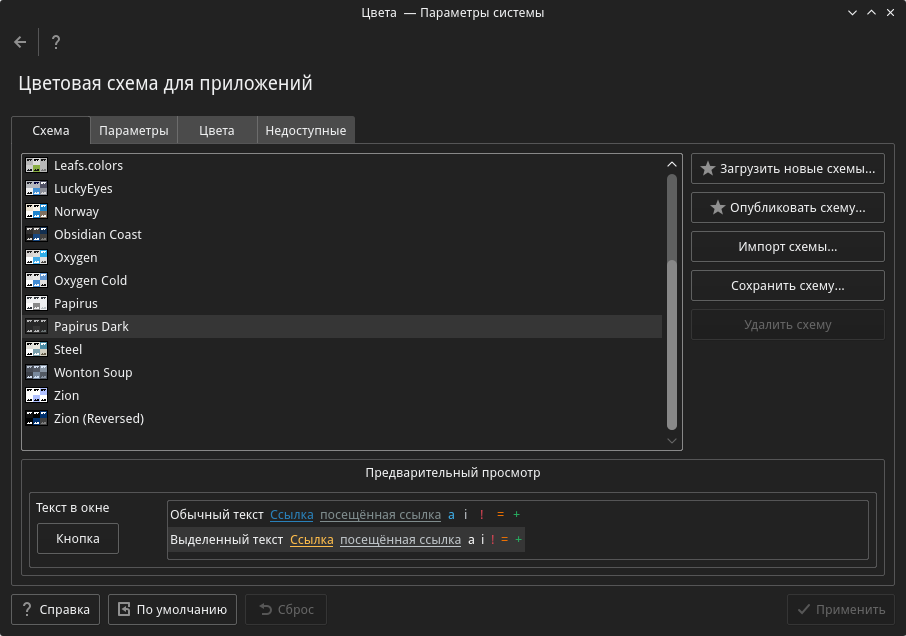 Цвета — Параметры системы
?
Цветовая схема для приложений
Схема Параметры Цвета Недоступные
Leafs.colors
LuckyEyes
Norway
Obsidian Coast
Oxygen
Oxygen Cold
Papirus
Papirus Dark
Steel
Wonton Soup
Zion
Zion (Reversed)
Загрузить новые схемы...
Опубликовать схему...
Импорт схемы...
Сохранить схему...
Удалить схему
Предварительный просмотр
Текст в окне
Кнопка
Обычный текст Ссылка посещённая ссылка a i ! = +
Выделенный текст Ссылка посещённая ссылка a i ! = +
? Справка По умолчанию Сброс Применить